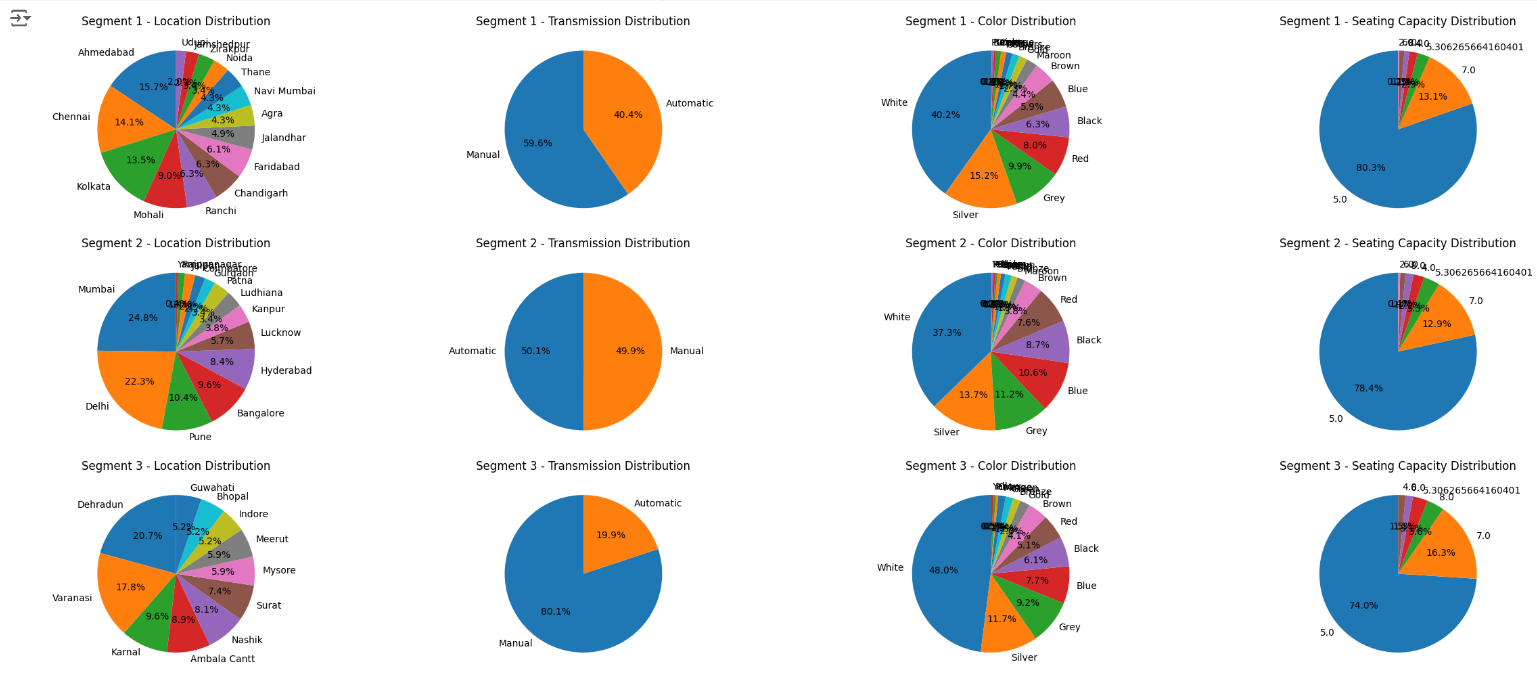 Segment 1 - Location Distribution
Udupi
Jamshedpur
Zirakpur
Noida
Thane
Navi Mumbai
Agra
Jalandhar
Faridabad
Chandigarh
Ranchi
Mohali
Kolkata
Chennai
Ahmedabad
15.7%
14.1%
13.5%
9.0%
6.3%
6.3%
6.1%
4.9%
4.3%
4.3%
4.3%
3.4%
Segment 1 - Transmission Distribution
Automatic
40.4%
59.6%
Manual
Segment 1 - Color Distribution
Maroon
Brown
Blue
Black
Red
Grey
Silver
White
40.2%
15.2%
9.9%
8.0%
6.3%
5.9%
4.4%
Segment 1 - Seating Capacity Distribution
5.306265664160401
7.0
13.1%
80.3%
5.0
Segment 2 - Location Distribution
Coimbatore
Gurgaon
Patna
Ludhiana
Kanpur
Lucknow
Hyderabad
Bangalore
Pune
Delhi
Mumbai
24.8%
22.3%
10.4%
9.6%
8.4%
5.7%
3.8%
3.4%
Segment 2 - Transmission Distribution
Automatic
50.1%
49.9%
Manual
Segment 2 - Color Distribution
Maroon
Brown
Red
Black
Blue
Grey
Silver
White
37.3%
13.7%
11.2%
10.6%
8.7%
7.6%
3.8%
Segment 2 - Seating Capacity Distribution
4.0
5.306265664160401
7.0
12.9%
78.4%
5.0
Segment 3 - Location Distribution
Guwahati
Bhopal
Indore
Meerut
Mysore
Surat
Nashik
Ambala Cantt
Karnal
Varanasi
Dehradun
20.7%
17.8%
9.6%
8.9%
8.1%
7.4%
5.9%
5.9%
5.2%
5.2%
5.2%
Segment 3 - Transmission Distribution
Automatic
19.9%
80.1%
Manual
Segment 3 - Color Distribution
Bronze
Gold
Brown
Red
Black
Blue
Grey
Silver
White
48.0%
11.7%
9.2%
7.7%
6.1%
5.1%
4.1%
Segment 3 - Seating Capacity Distribution
5.306265664160401
8.0
7.0
16.3%
3.6%
74.0%
5.0